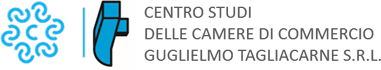 CENTRO STUDI
DELLE CAMERE DI COMMERCIO
GUGLIELMO TAGLIACARNE S.R.L.